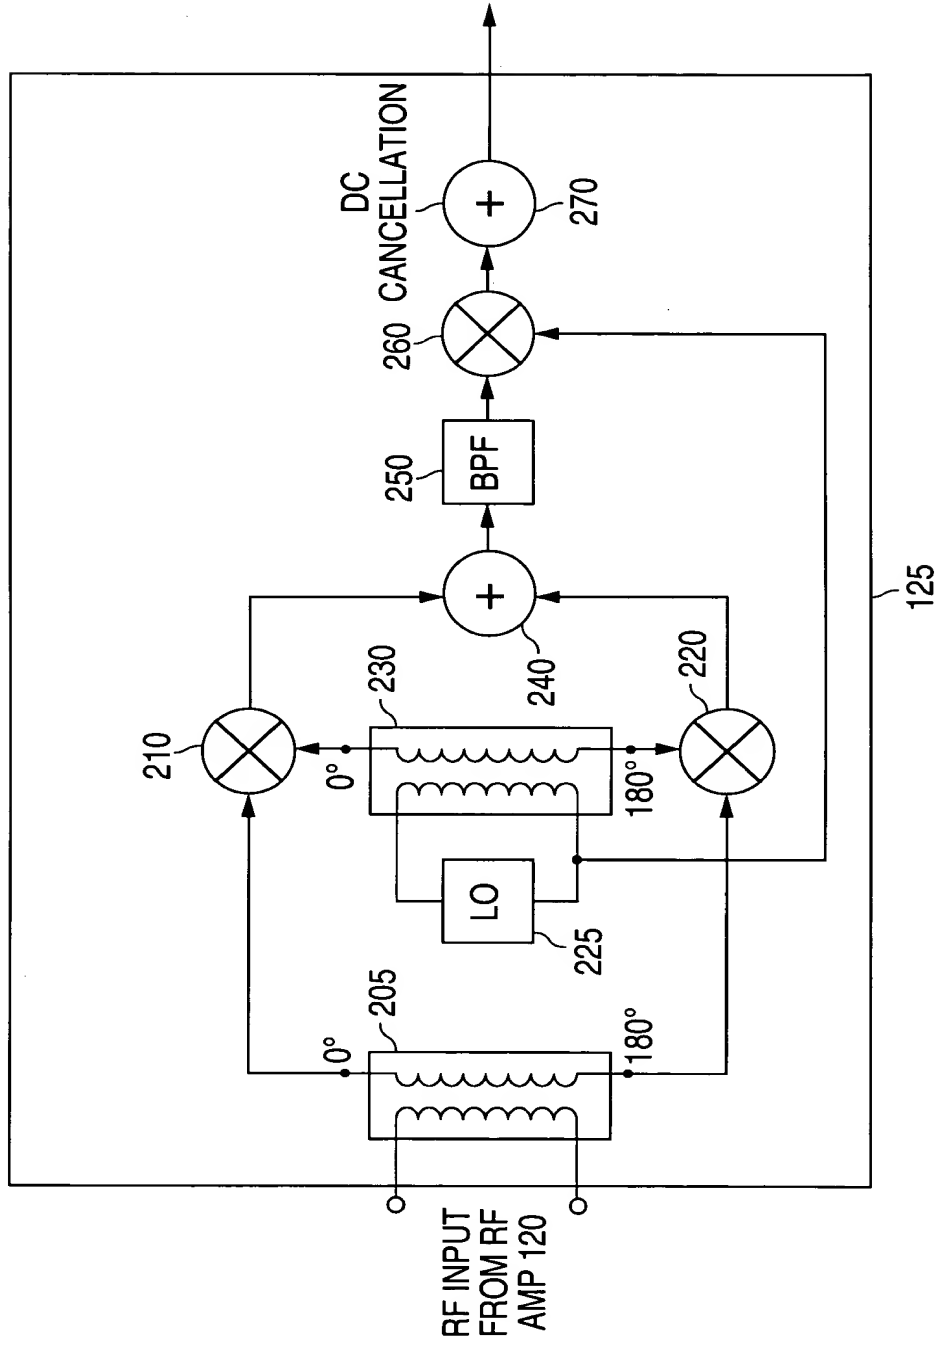 RF INPUT
FROM RF
AMP 120
205
0°
180°
LO
225
230
0°
180°
210
220
+
240
BPF
250
260
DC
CANCELLATION
+
270
125